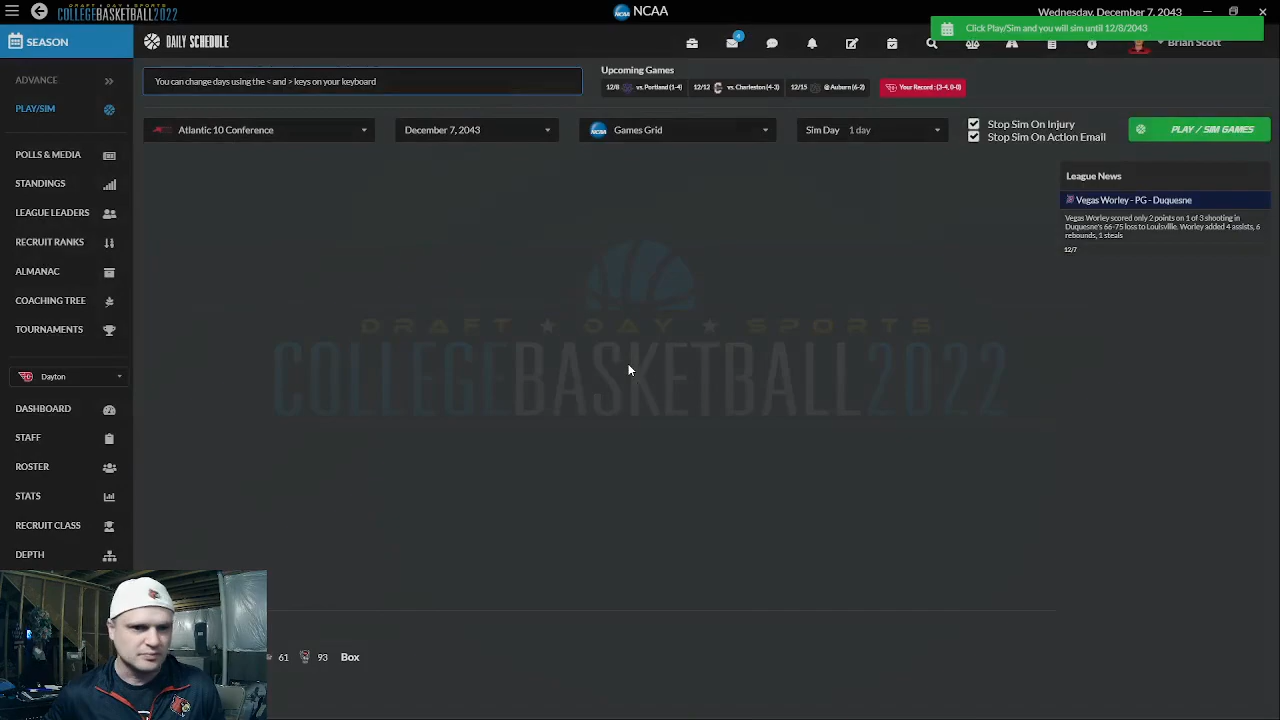 DRAFT DAY SPORTS
COLLEGEBASKETBALL2022
NCAA
Wednesday, December 7, 2043
Click Play/Sim and you will sim until 12/8/2043
SEASON
DAILY SCHEDULE
4
Brian Scott
ADVANCE
PLAY/SIM
You can change days using the < and > keys on your keyboard
Upcoming Games
12/8 vs. Portland (1-4)
12/12 vs. Charleston (4-3)
12/15 @ Auburn (6-2)
Your Record : (3-4, 0-0)
Atlantic 10 Conference
December 7, 2043
Games Grid
Sim Day 1 day
Stop Sim On Injury
Stop Sim On Action Email
PLAY / SIM GAMES
POLLS & MEDIA
STANDINGS
LEAGUE LEADERS
RECRUIT RANKS
ALMANAC
COACHING TREE
TOURNAMENTS
Dayton
DASHBOARD
STAFF
ROSTER
STATS
RECRUIT CLASS
DEPTH
League News
Vegas Worley - PG - Duquesne
Vegas Worley scored only 2 points on 1 of 3 shooting in
Duquesne's 66-75 loss to Louisville. Worley added 4 assists, 6
rebounds, 1 steals
12/7
DRAFT DAY SPORTS
COLLEGEBASKETBALL2022
61 93 Box